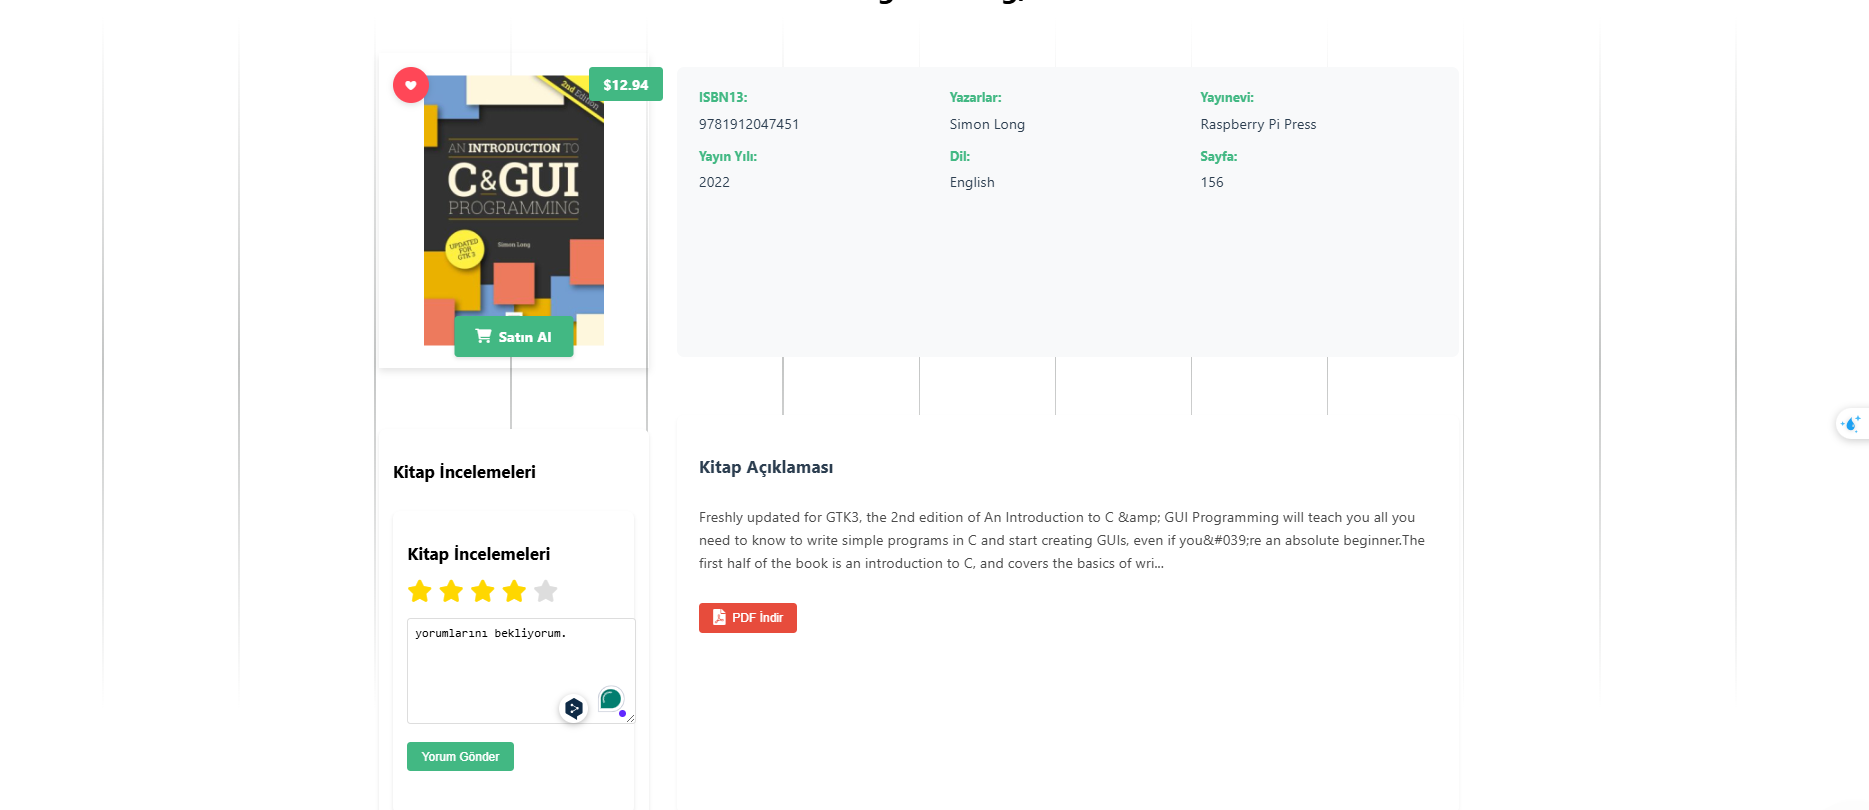 $12.94
2nd Edition
AN INTRODUCTION TO
C & GUI
PROGRAMMING
UPDATED
FOR
GTK 3
Simon Long
Satın Al
ISBN13:
9781912047451
Yazarlar:
Simon Long
Yayınevi:
Raspberry Pi Press
Yayın Yılı:
2022
Dil:
English
Sayfa:
156
Kitap İncelemeleri
Kitap İncelemeleri
yorumlarını bekliyorum.
Yorum Gönder
Kitap Açıklaması
Freshly updated for GTK3, the 2nd edition of An Introduction to C &amp; GUI Programming will teach you all you
need to know to write simple programs in C and start creating GUIs, even if you&#039;re an absolute beginner.The
first half of the book is an introduction to C, and covers the basics of wri...
PDF İndir